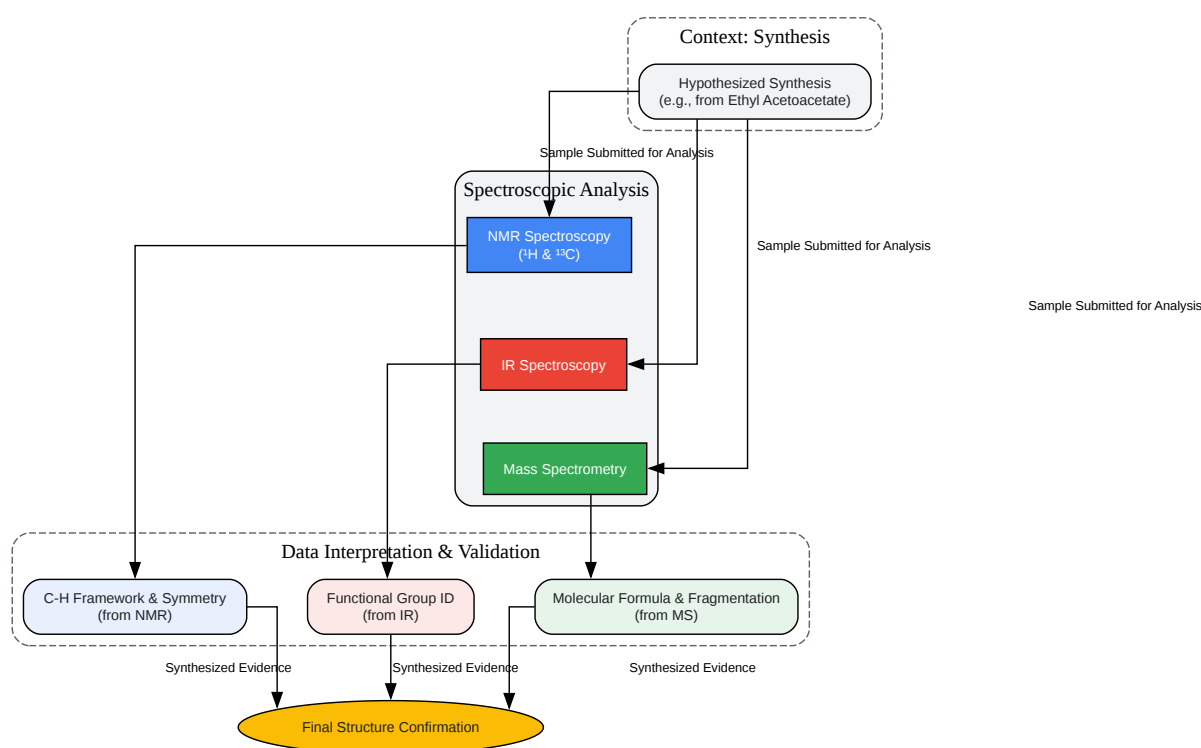 Context: Synthesis
Hypothesized Synthesis
(e.g., from Ethyl Acetoacetate)
Sample Submitted for Analysis
Spectroscopic Analysis
NMR Spectroscopy
(¹H & ¹³C)
Sample Submitted for Analysis
Sample Submitted for Analysis
IR Spectroscopy
Mass Spectrometry
Data Interpretation & Validation
C-H Framework & Symmetry
(from NMR)
Functional Group ID
(from IR)
Molecular Formula & Fragmentation
(from MS)
Synthesized Evidence
Synthesized Evidence
Synthesized Evidence
Final Structure Confirmation